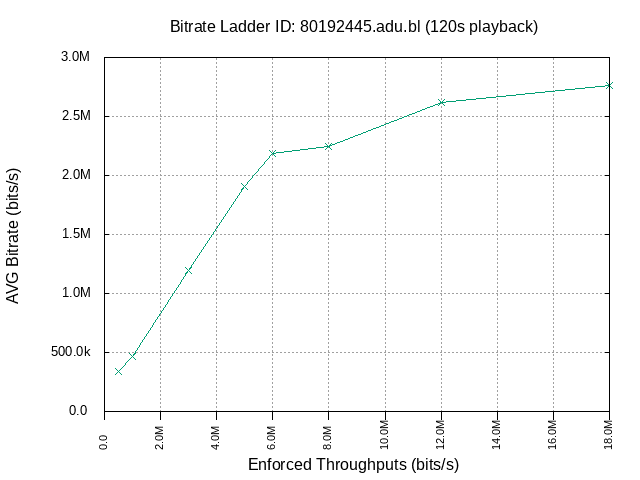 Bitrate Ladder ID: 80192445.adu.bl (120s playback)
3.0M
2.5M
2.0M
1.5M
1.0M
500.0k
0.0
AVG Bitrate (bits/s)
0.0
2.0M
4.0M
6.0M
8.0M
10.0M
12.0M
14.0M
16.0M
18.0M
Enforced Throughputs (bits/s)